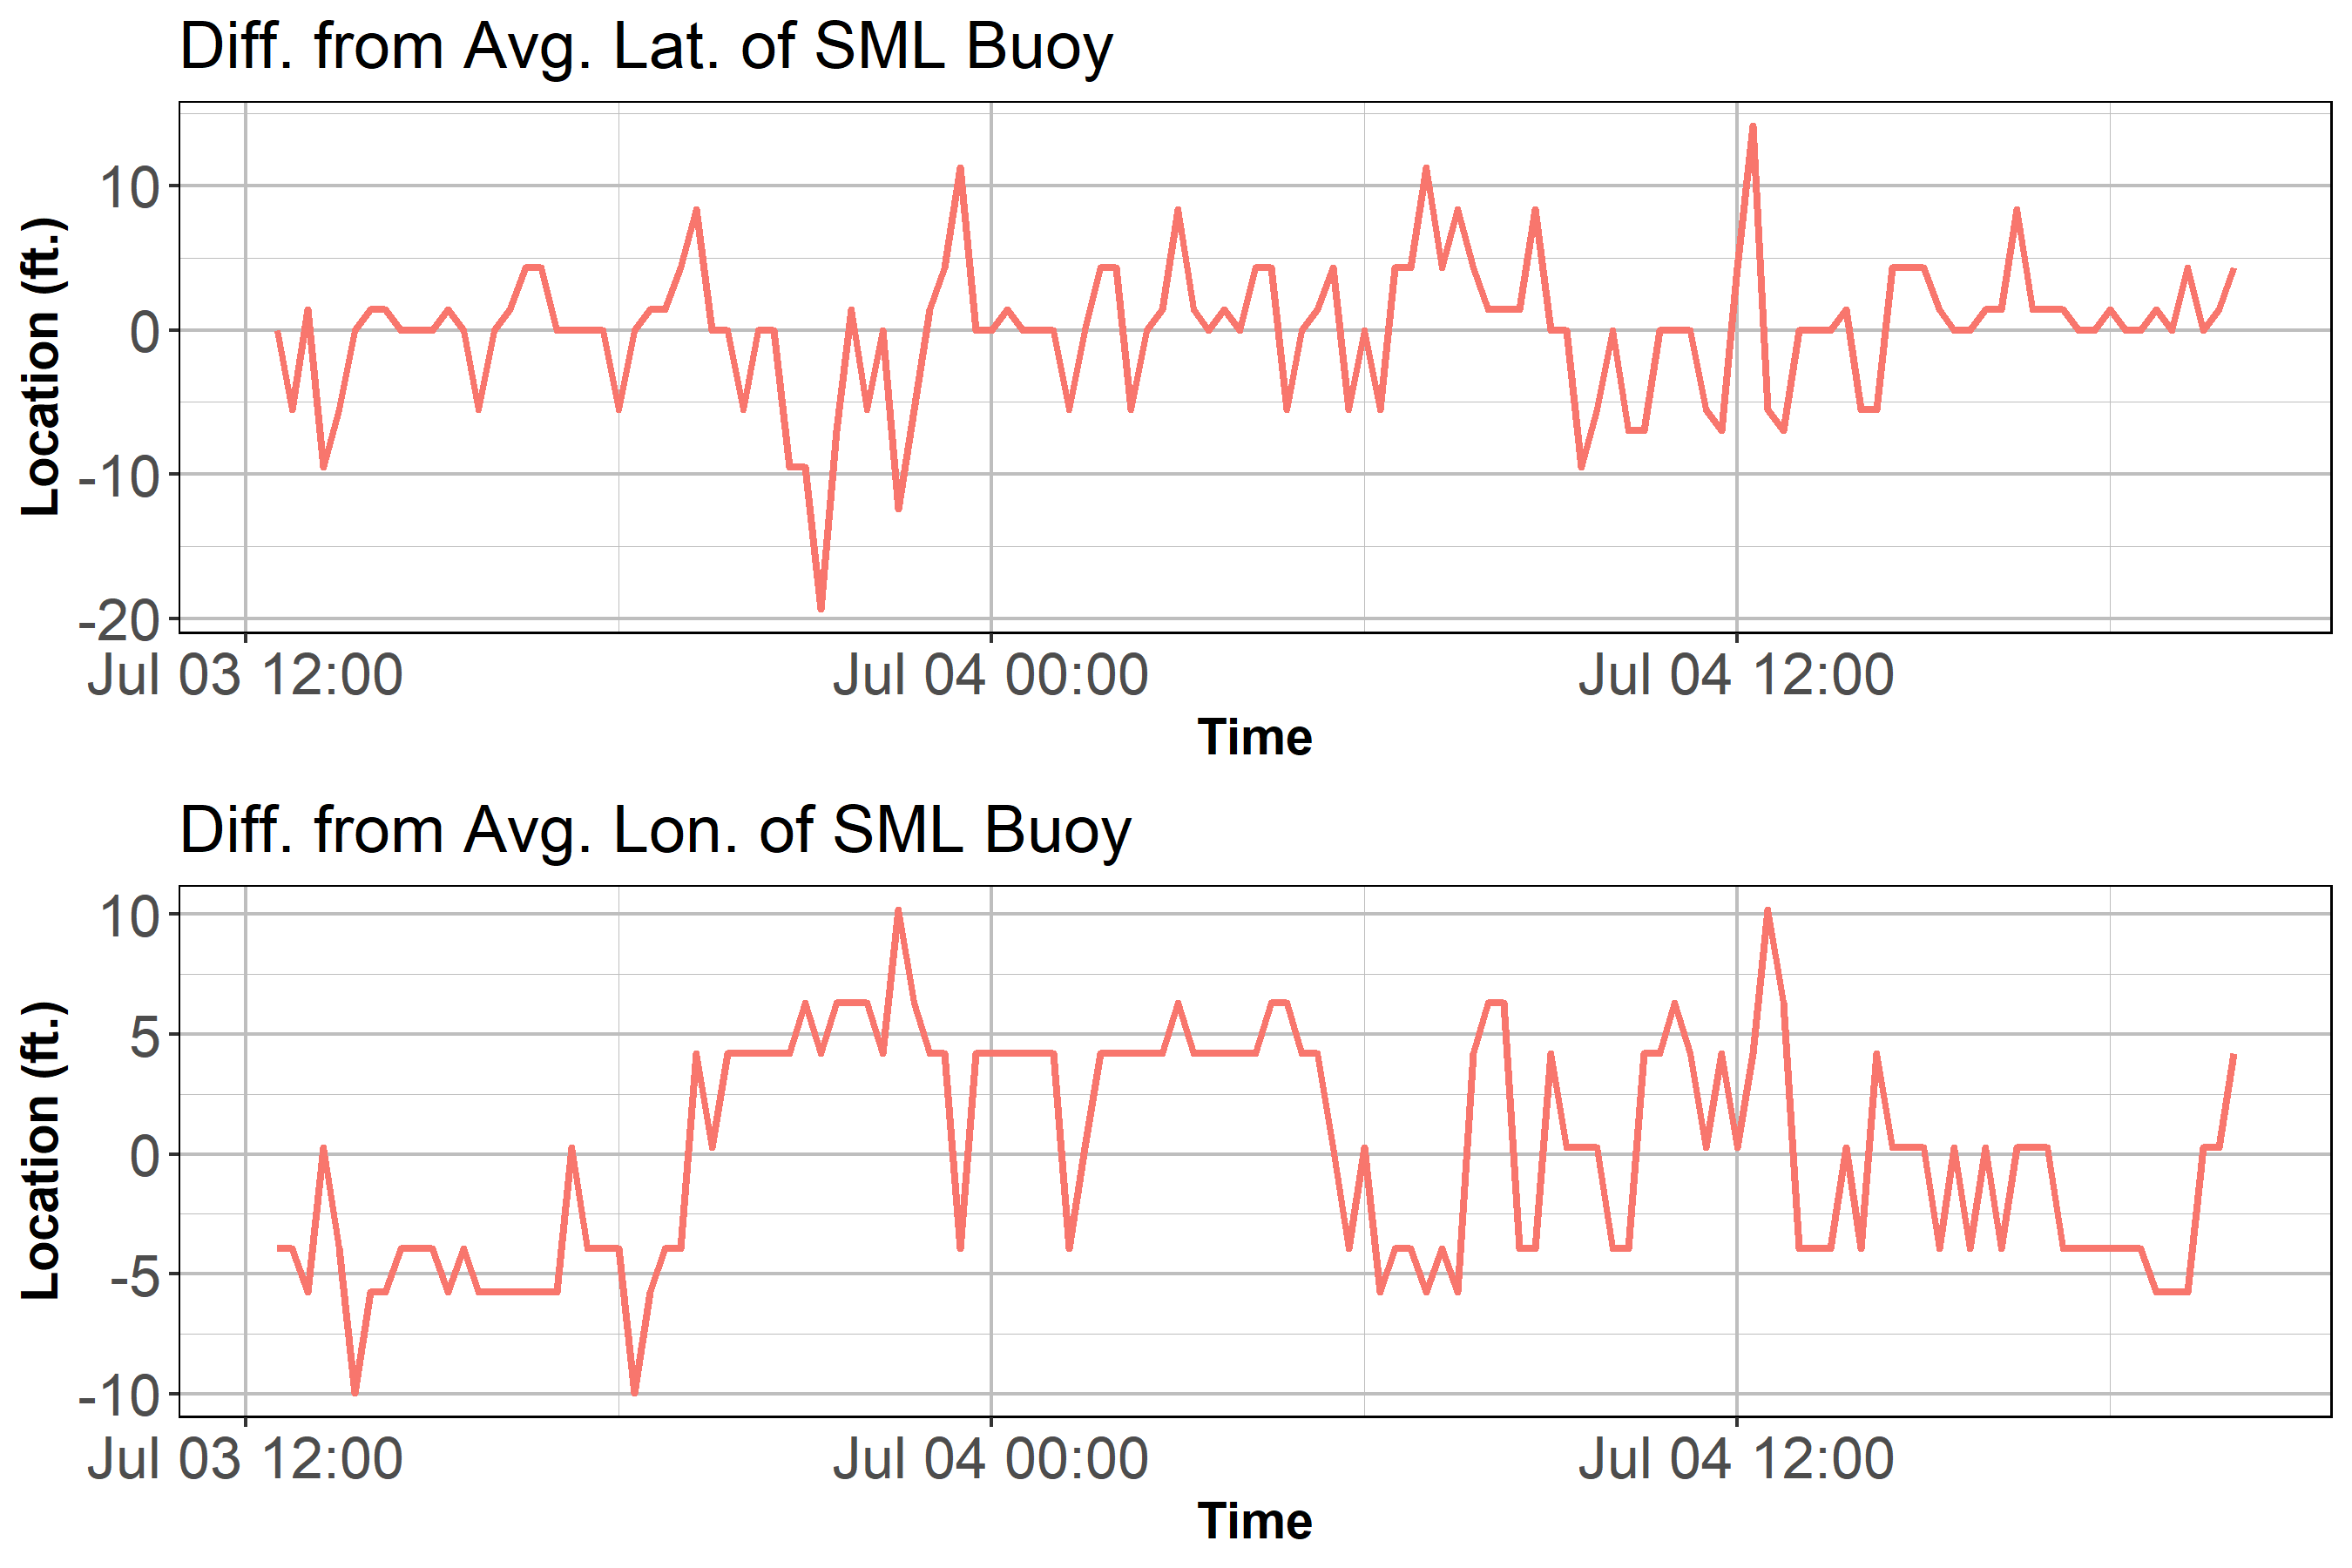 Diff. from Avg. Lat. of SML Buoy
Location (ft.)
10
0
-10
-20
Jul 03 12:00 Jul 04 00:00 Jul 04 12:00
Time
Diff. from Avg. Lon. of SML Buoy
Location (ft.)
10
5
0
-5
-10
Jul 03 12:00 Jul 04 00:00 Jul 04 12:00
Time